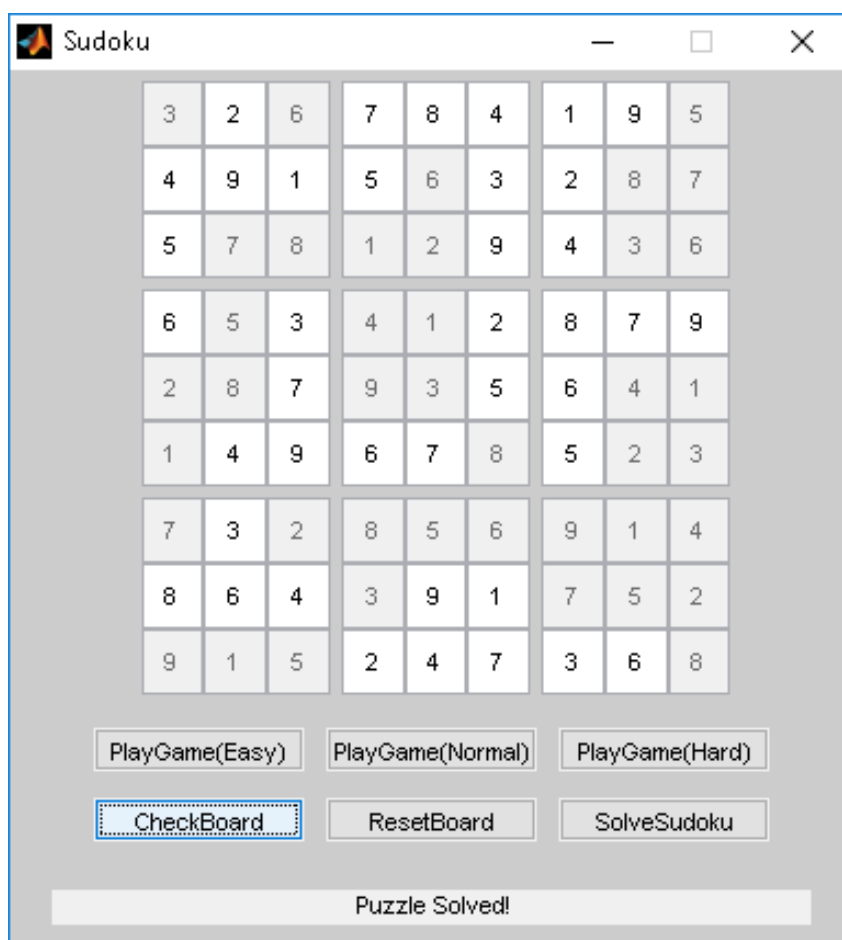 Sudoku
3 2 6 7 8 4 1 9 5
4 9 1 5 6 3 2 8 7
5 7 8 1 2 9 4 3 6
6 5 3 4 1 2 8 7 9
2 8 7 9 3 5 6 4 1
1 4 9 6 7 8 5 2 3
7 3 2 8 5 6 9 1 4
8 6 4 3 9 1 7 5 2
9 1 5 2 4 7 3 6 8
PlayGame(Easy) PlayGame(Normal) PlayGame(Hard)
CheckBoard ResetBoard SolveSudoku
Puzzle Solved!